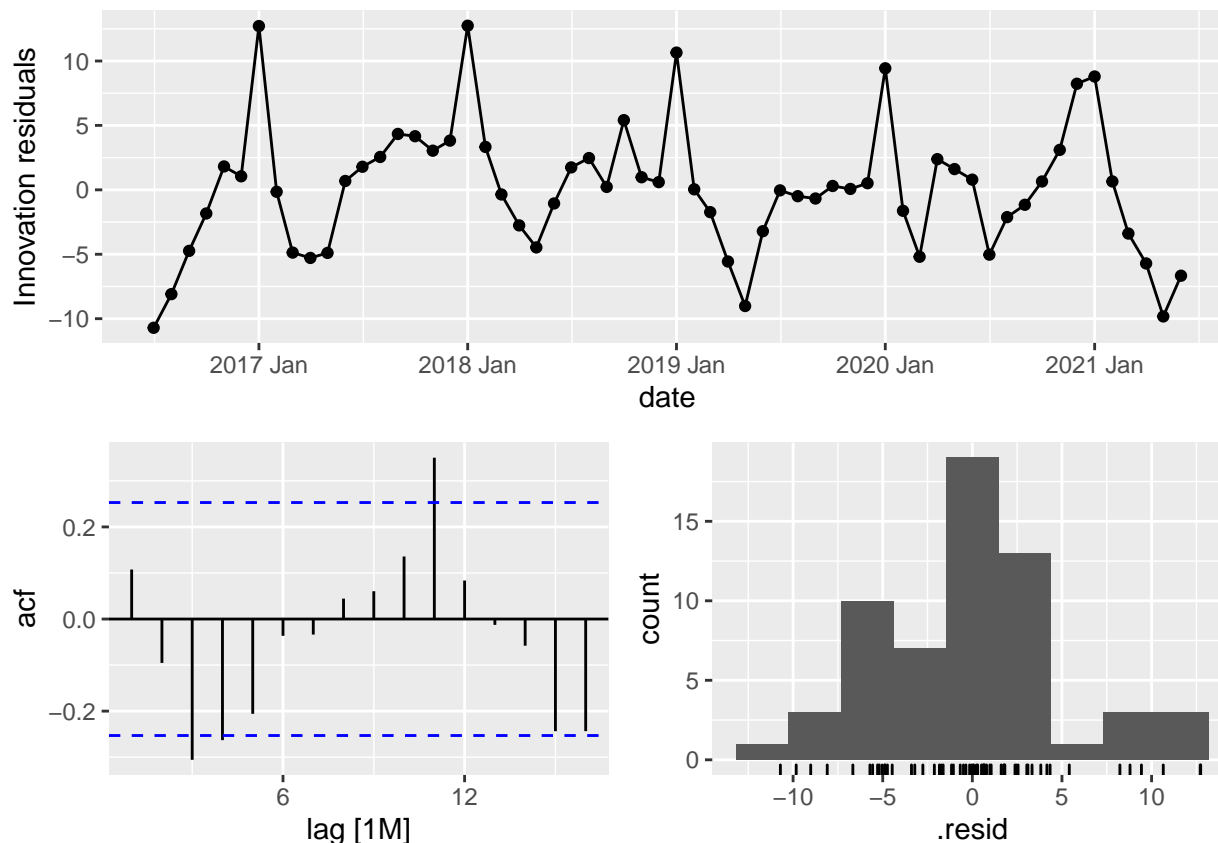 Innovation residuals
10
5
0
−5
−10
2017 Jan
2018 Jan
2019 Jan
2020 Jan
2021 Jan
date
acf
0.2
0.0
−0.2
6
12
lag [1M]
count
15
10
5
0
−10
−5
0
5
10
.resid